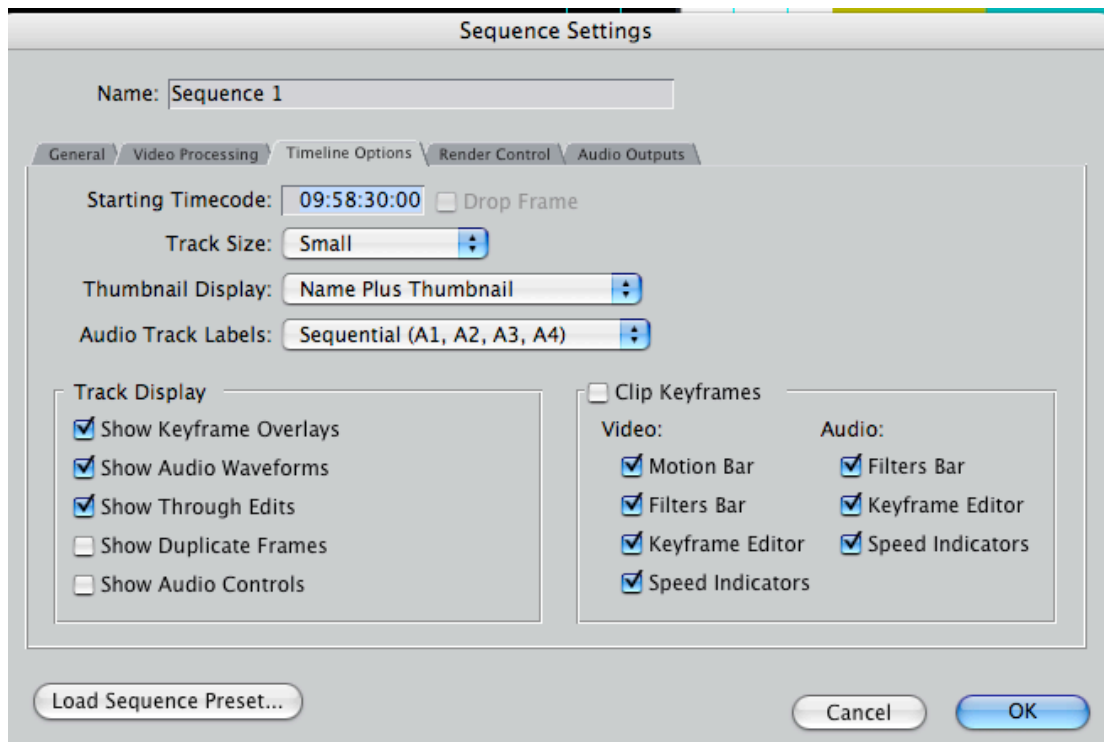 Sequence Settings
Name: Sequence 1
General Video Processing Timeline Options Render Control Audio Outputs
Starting Timecode: 09:58:30:00 Drop Frame
Track Size: Small
Thumbnail Display: Name Plus Thumbnail
Audio Track Labels: Sequential (A1, A2, A3, A4)
Track Display
Show Keyframe Overlays
Show Audio Waveforms
Show Through Edits
Show Duplicate Frames
Show Audio Controls
Clip Keyframes
Video: Audio:
Motion Bar Filters Bar
Filters Bar Keyframe Editor
Keyframe Editor Speed Indicators
Speed Indicators
Load Sequence Preset...
Cancel OK